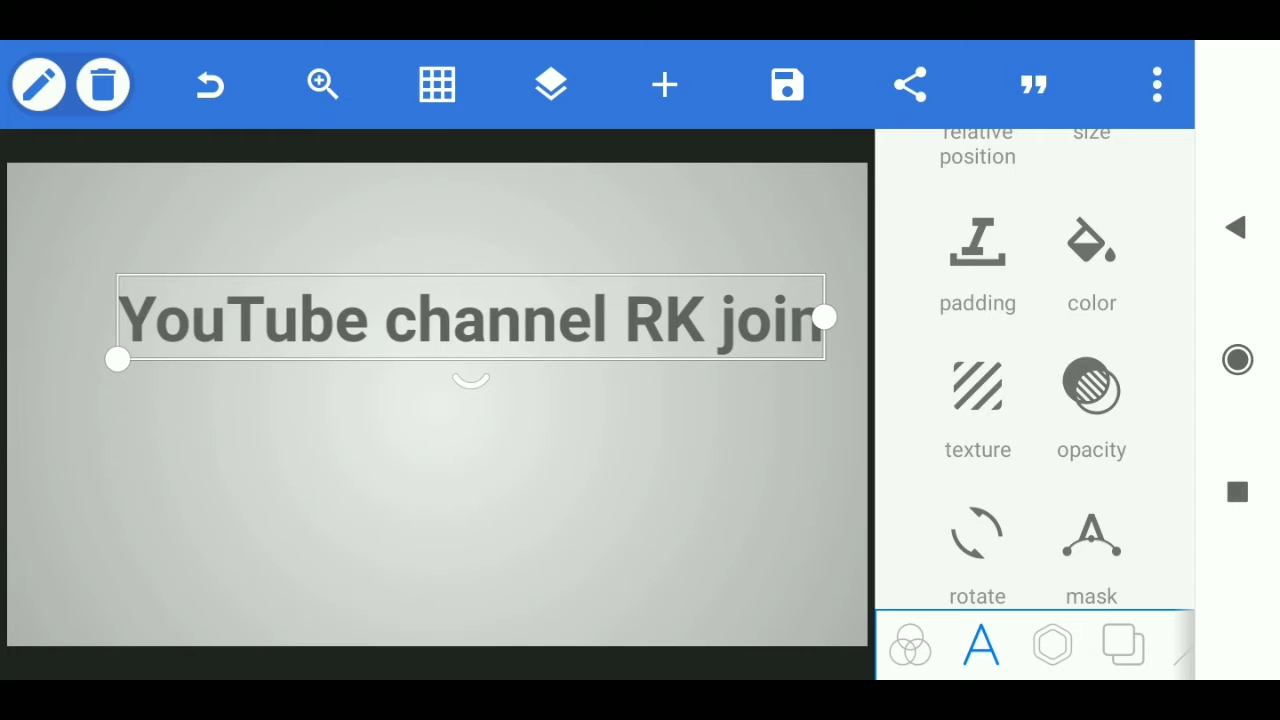 relative position
size
YouTube channel RK join
padding
color
texture
opacity
rotate
mask